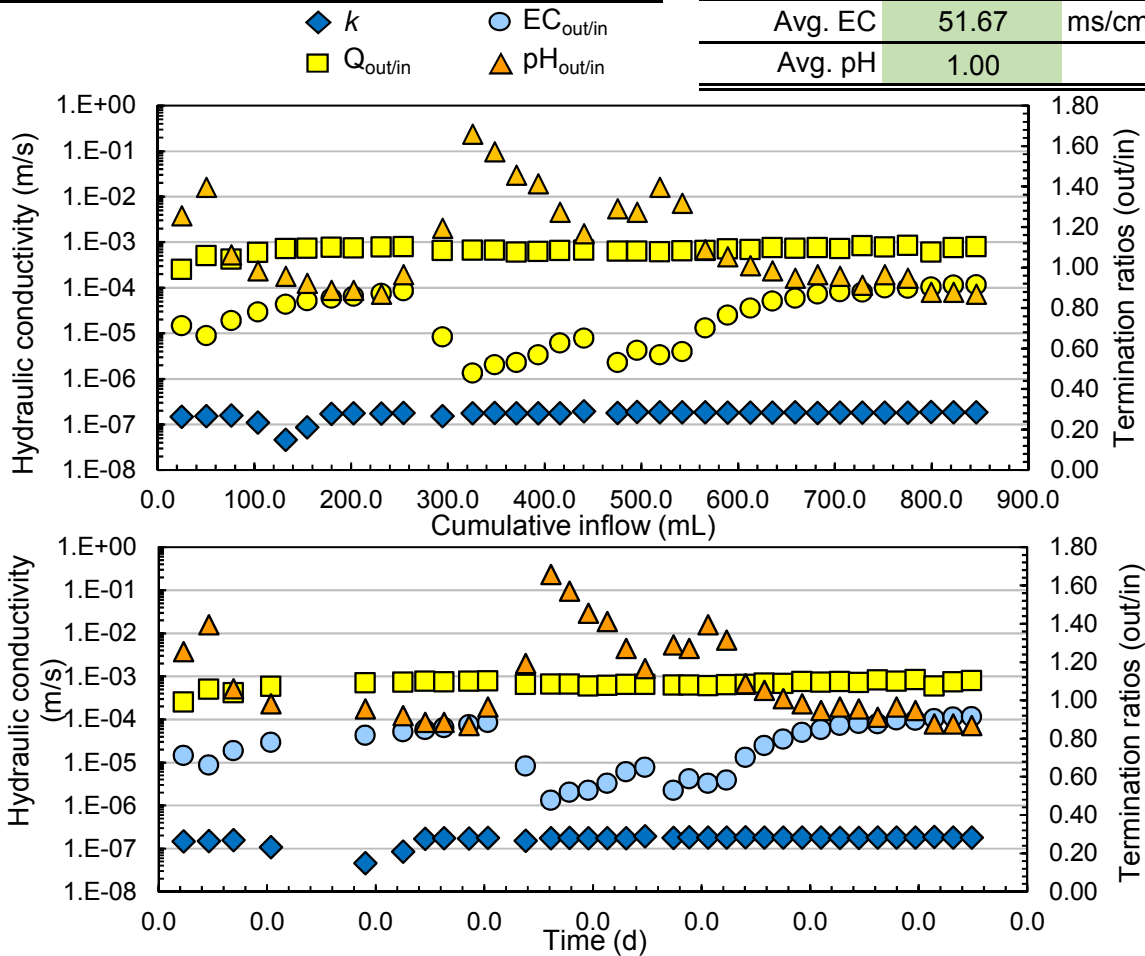 k
EC out/in
Q out/in
pH out/in
Avg. EC 51.67 ms/cm
Avg. pH 1.00
Hydraulic conductivity (m/s)
1.E+00
1.E-01
1.E-02
1.E-03
1.E-04
1.E-05
1.E-06
1.E-07
1.E-08
1.80
1.60
1.40
1.20
1.00
0.80
0.60
0.40
0.20
0.00
Termination ratios (out/in)
0.0 100.0 200.0 300.0 400.0 500.0 600.0 700.0 800.0 900.0
Cumulative inflow (mL)
Hydraulic conductivity
(m/s)
1.E+00
1.E-01
1.E-02
1.E-03
1.E-04
1.E-05
1.E-06
1.E-07
1.E-08
1.80
1.60
1.40
1.20
1.00
0.80
0.60
0.40
0.20
0.00
Termination ratios (out/in)
0.0 0.0 0.0 0.0 0.0 0.0 0.0 0.0 0.0
Time (d)